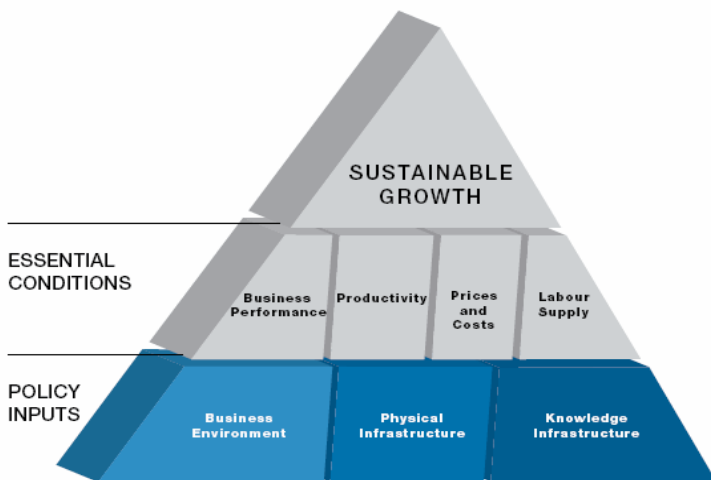 SUSTAINABLE
GROWTH
ESSENTIAL
CONDITIONS
Business
Performance
Productivity
Prices
and
Costs
Labour
Supply
POLICY
INPUTS
Business
Environment
Physical
Infrastructure
Knowledge
Infrastructure